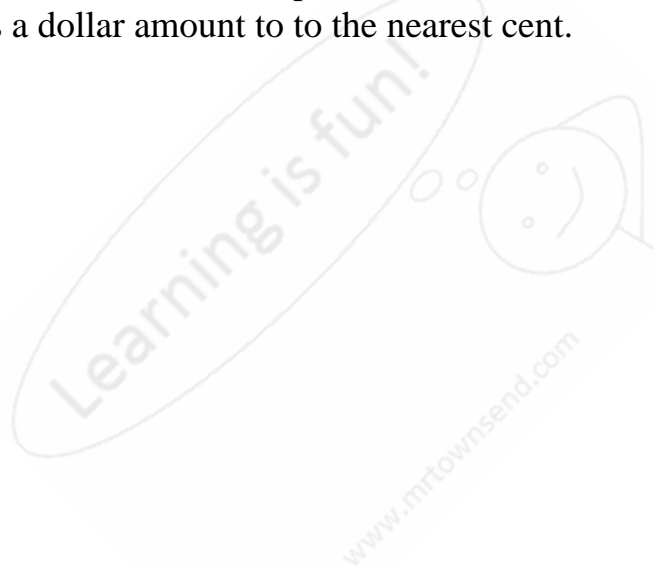 a dollar amount to to the nearest cent.
Learning is fun!
www.mrtownsend.com